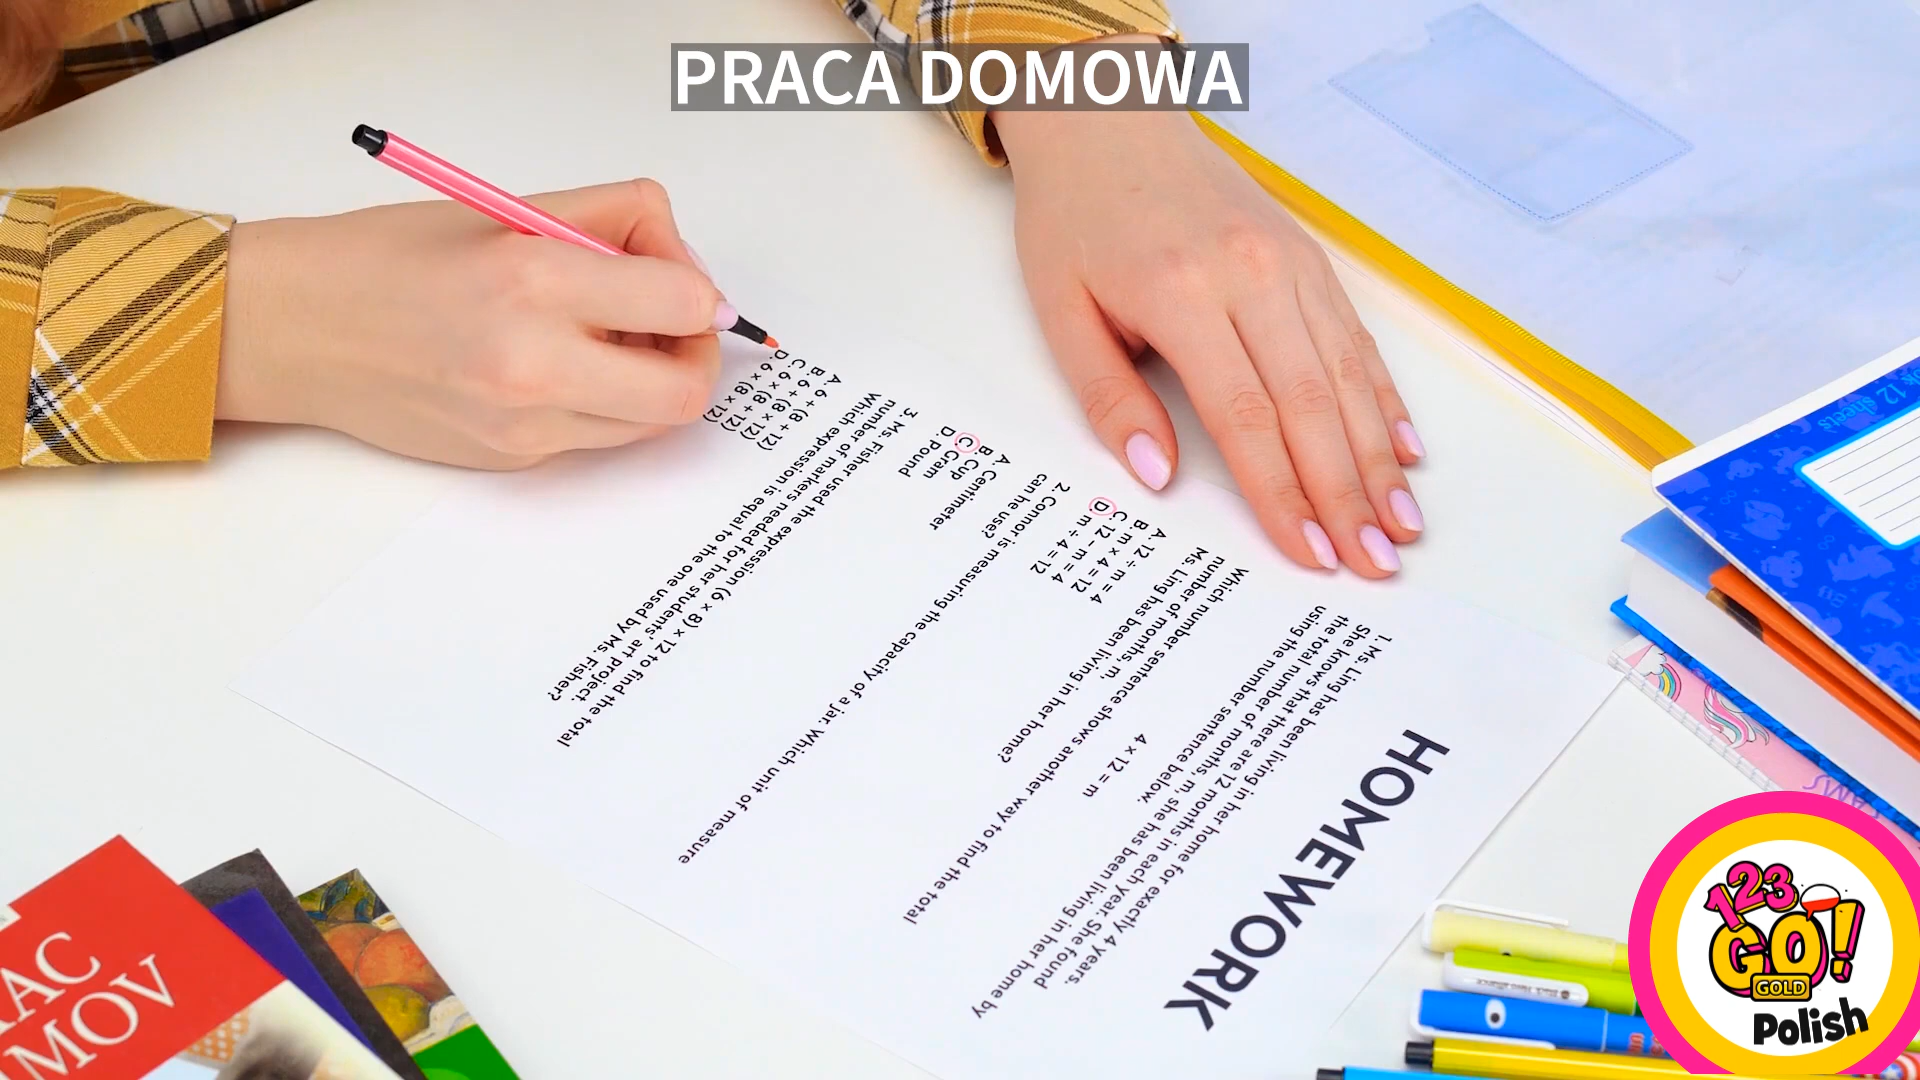 PRACA DOMOWA
HOMEWORK
1. Ms. Ling has been living in her home for exactly 4 years.
She knows that there are 12 months in each year. She found
the total number of months, m, she has been living in her home by
using the number sentence below.
4 × 12 = m
Which number sentence shows another way to find the total
number of months, m,
Ms. Ling has been living in her home?
A. 12 ÷ m = 4
B. m × 4 = 12
C. 12 − m = 4
D. m ÷ 4 = 12
2. Connor is measuring the capacity of a jar. Which unit of measure
can he use?
A. Centimeter
B. Cup
C. Gram
D. Pound
3. Ms. Fisher used the expression (6 × 8) × 12 to find the total
number of markers needed for her students' art project.
Which expression is equal to the one used by Ms. Fisher?
A. 6 + (8 + 12)
B. 6 ÷ (8 × 12)
C. 6 × (8 + 12)
D. 6 × (8 × 12)
12 sheets
RAC
MOV
123
GO!
GOLD
Polish